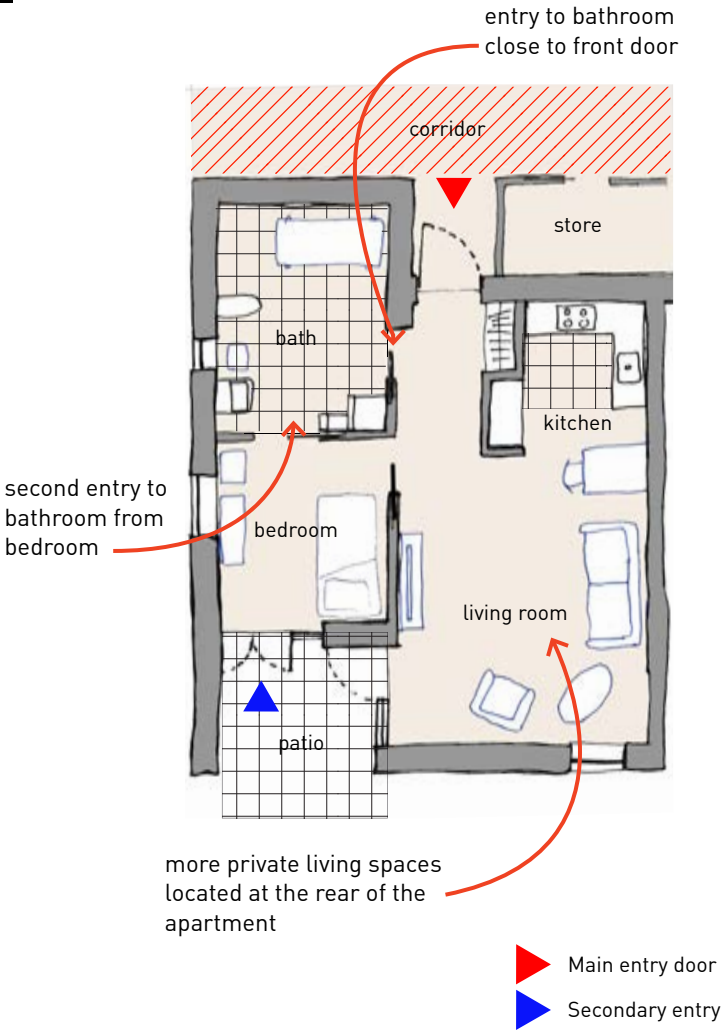 entry to bathroom
close to front door
corridor
store
bath
kitchen
second entry to
bathroom from
bedroom
bedroom
living room
patio
more private living spaces
located at the rear of the
apartment
Main entry door
Secondary entry